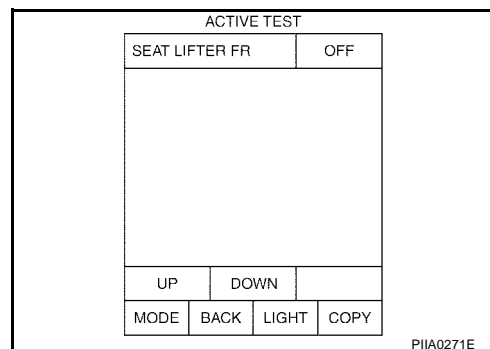 ACTIVE TEST
SEAT LIFTER FR OFF
UP DOWN
MODE BACK LIGHT COPY
PIIA0271E